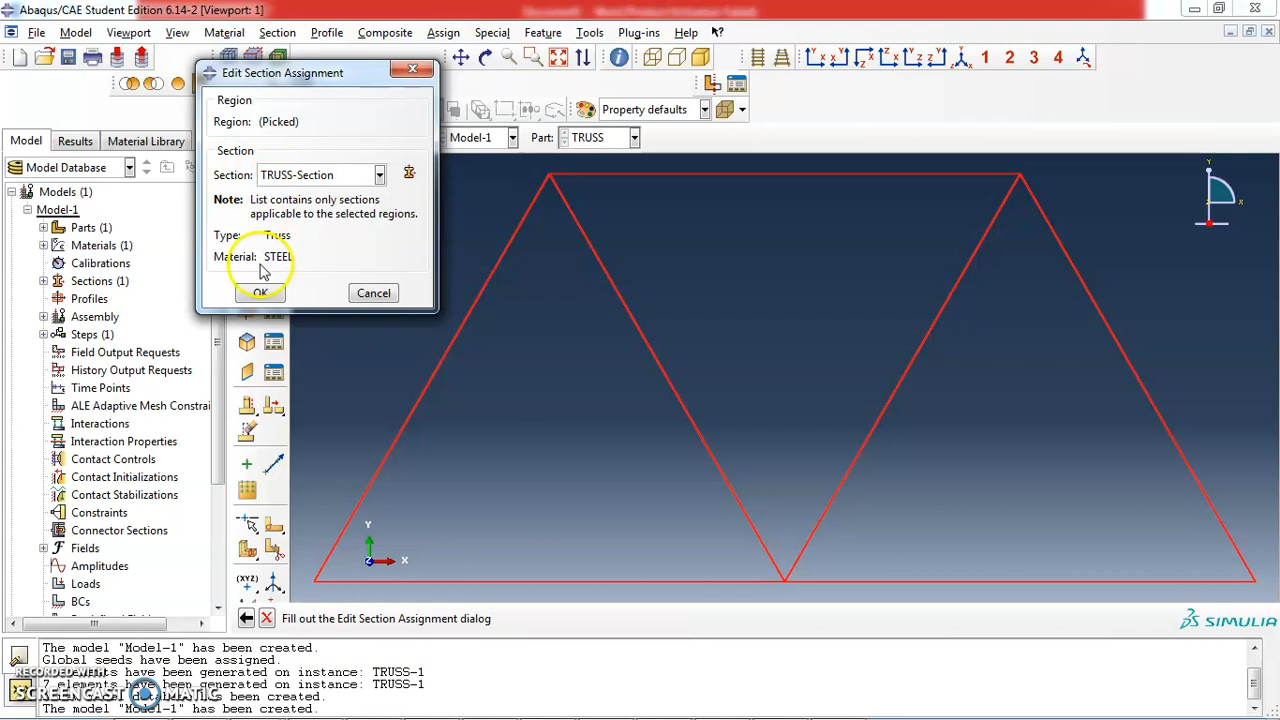 Abaqus/CAE Student Edition 6.14-2 [Viewport: 1]
File Model Viewport View Material Section Profile Composite Assign Special Feature Tools Plug-ins Help
1 2 3 4
Edit Section Assignment
Region
Region: (Picked)
Section
Section: TRUSS-Section
Note: List contains only sections
applicable to the selected regions.
Type: Truss
Material: STEEL
OK Cancel
Property defaults
Model-1 Part: TRUSS
Model Results Material Library
Model Database
Models (1)
Model-1
Parts (1)
Materials (1)
Calibrations
Sections (1)
Profiles
Assembly
Steps (1)
Field Output Requests
History Output Requests
Time Points
ALE Adaptive Mesh Constrai
Interactions
Interaction Properties
Contact Controls
Contact Initializations
Contact Stabilizations
Constraints
Connector Sections
Fields
Amplitudes
Loads
BCs
(XYZ)
Y
X
Z
Y
X
Fill out the Edit Section Assignment dialog
SIMULIA
The model "Model-1" has been created.
Global seeds have been assigned.
have been generated on instance: TRUSS-1
7 elements have been generated on instance: TRUSS-1
has been created.
The model "Model-1" has been created.
RECORDED WITH
SCREENCAST MATIC